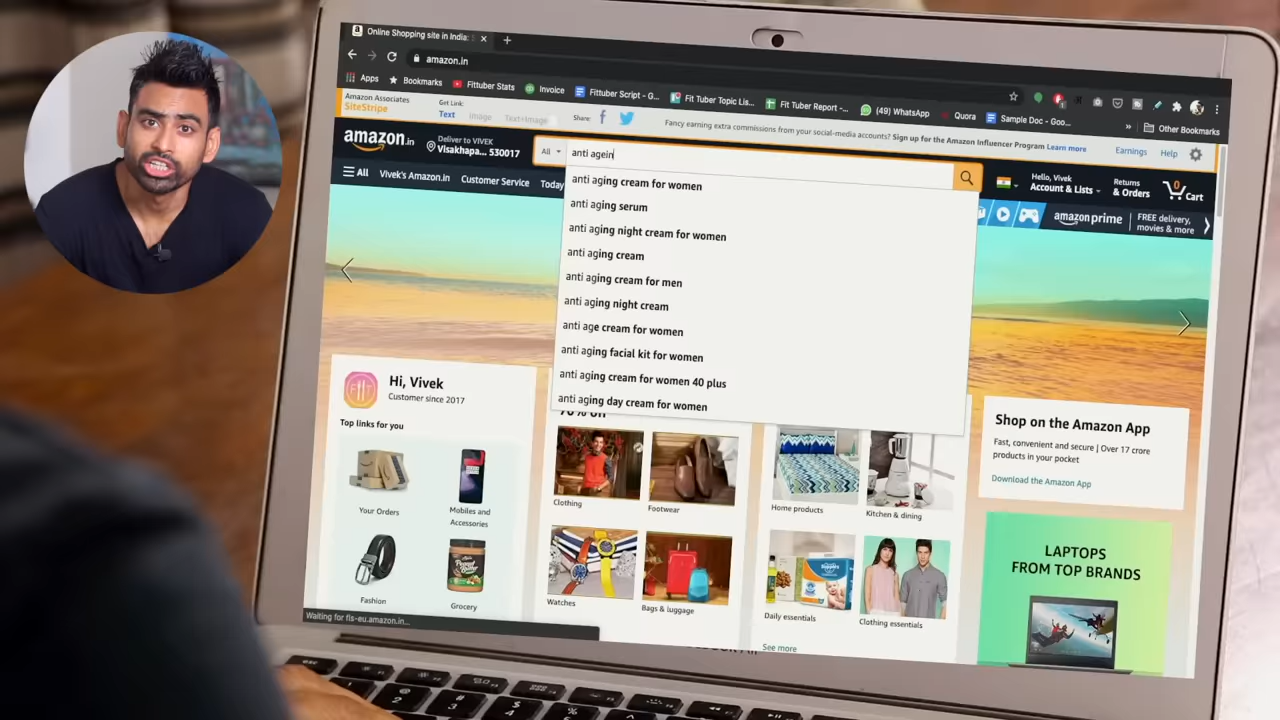 Online Shopping site in India:
amazon.in
Apps
Bookmarks
Fittuber Stats
Invoice
Fittuber Script - G...
Fit Tuber Topic Lis...
Fit Tuber Report -...
(49) WhatsApp
Quora
Sample Doc - Goo...
»
Other Bookmarks
Amazon Associates
SiteStripe
Get Link:
Text
Image
Text+Image
Share:
Fancy earning extra commissions from your social-media accounts? Sign up for the Amazon Influencer Program Learn more
Earnings
Help
amazon.in
Deliver to VIVEK
Visakhapa... 530017
All
anti agein
Hello, Vivek
Account & Lists
Returns
& Orders
0
Cart
All
Vivek's Amazon.in
Customer Service
Today
amazon prime
FREE delivery,
movies & more
anti aging cream for women
anti aging serum
anti aging night cream for women
anti aging cream
anti aging cream for men
anti aging night cream
anti age cream for women
anti aging facial kit for women
anti aging cream for women 40 plus
anti aging day cream for women
FIT
Hi, Vivek
Customer since 2017
Top links for you
Your Orders
Mobiles and
Accessories
Fashion
Grocery
70% off
Clothing
Footwear
Watches
Bags & luggage
Home products
Kitchen & dining
Daily essentials
Clothing essentials
See more
Shop on the Amazon App
Fast, convenient and secure | Over 17 crore
products in your pocket
Download the Amazon App
LAPTOPS
FROM TOP BRANDS
Waiting for fls-eu.amazon.in...
esc